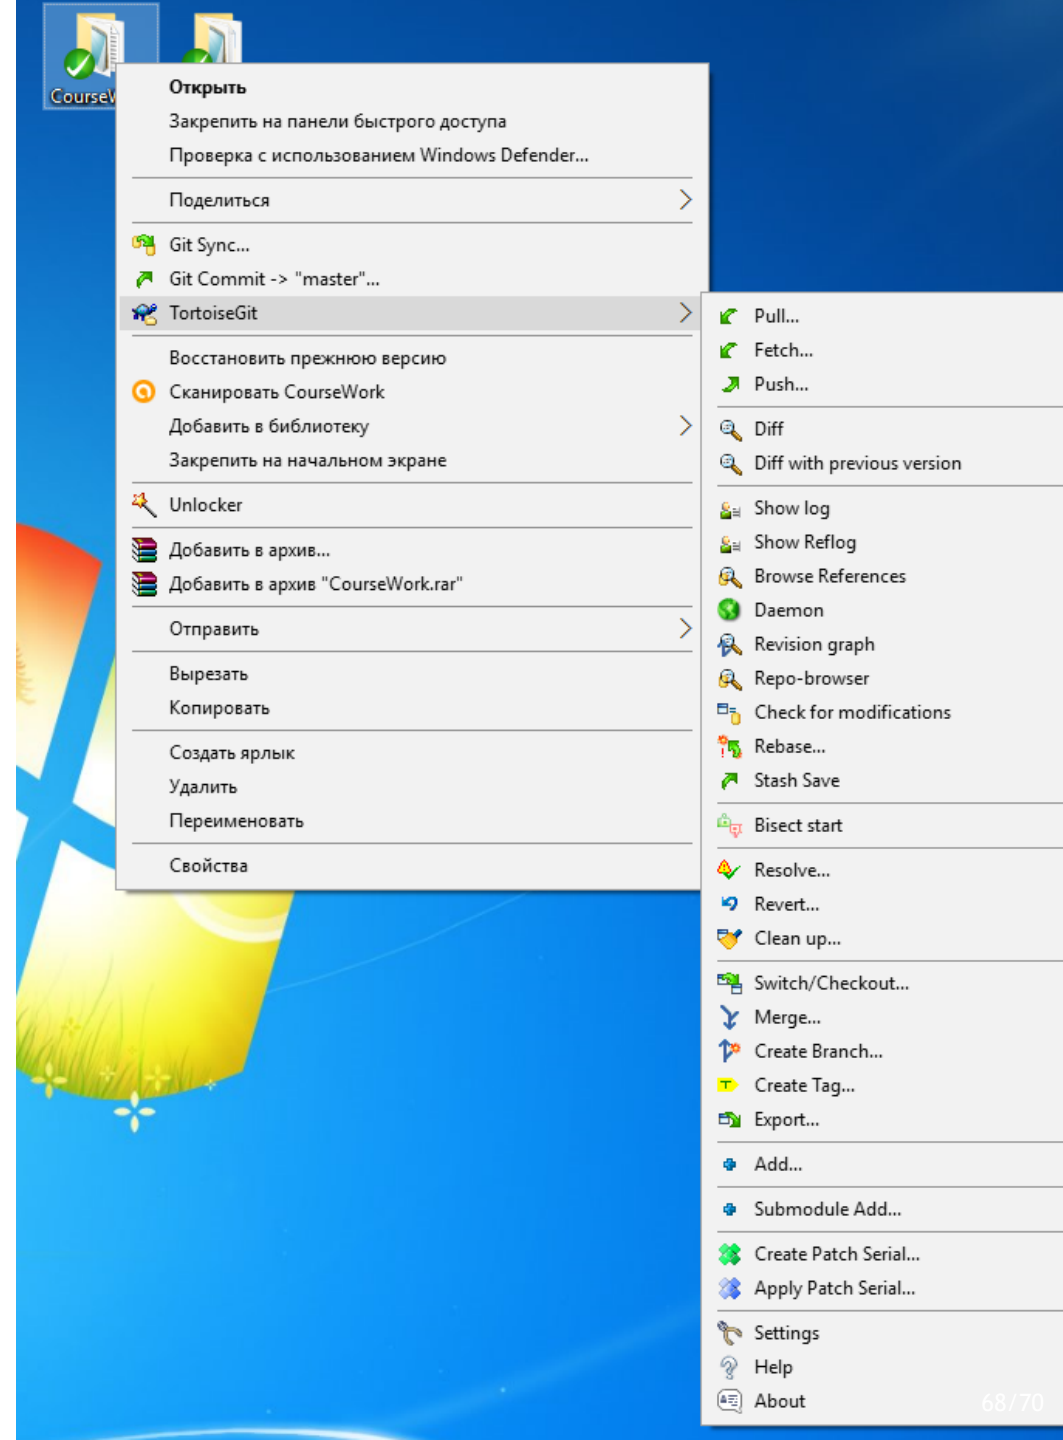 CourseW
Открыть
Закрепить на панели быстрого доступа
Проверка с использованием Windows Defender...
Поделиться
Git Sync...
Git Commit -> "master"...
TortoiseGit
Восстановить прежнюю версию
Сканировать CourseWork
Добавить в библиотеку
Закрепить на начальном экране
Unlocker
Добавить в архив...
Добавить в архив "CourseWork.rar"
Отправить
Вырезать
Копировать
Создать ярлык
Удалить
Переименовать
Свойства
Pull...
Fetch...
Push...
Diff
Diff with previous version
Show log
Show Reflog
Browse References
Daemon
Revision graph
Repo-browser
Check for modifications
Rebase...
Stash Save
Bisect start
Resolve...
Revert...
Clean up...
Switch/Checkout...
Merge...
Create Branch...
Create Tag...
Export...
Add...
Submodule Add...
Create Patch Serial...
Apply Patch Serial...
Settings
Help
About
68/70